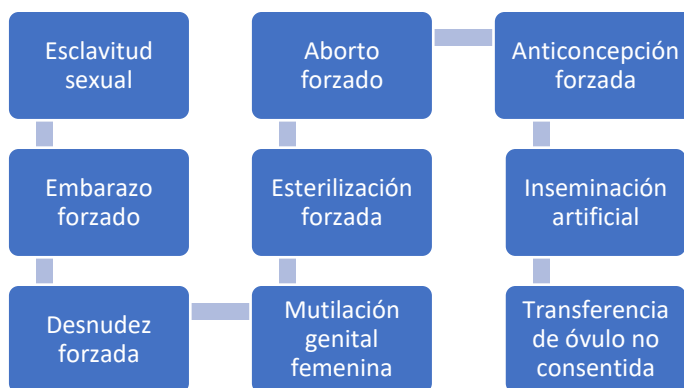 Esclavitud
sexual
Embarazo
forzado
Desnudez
forzada
Mutilación
genital
femenina
Esterilización
forzada
Aborto
forzado
Anticoncepción
forzada
Inseminación
artificial
Transferencia
de óvulo no
consentida